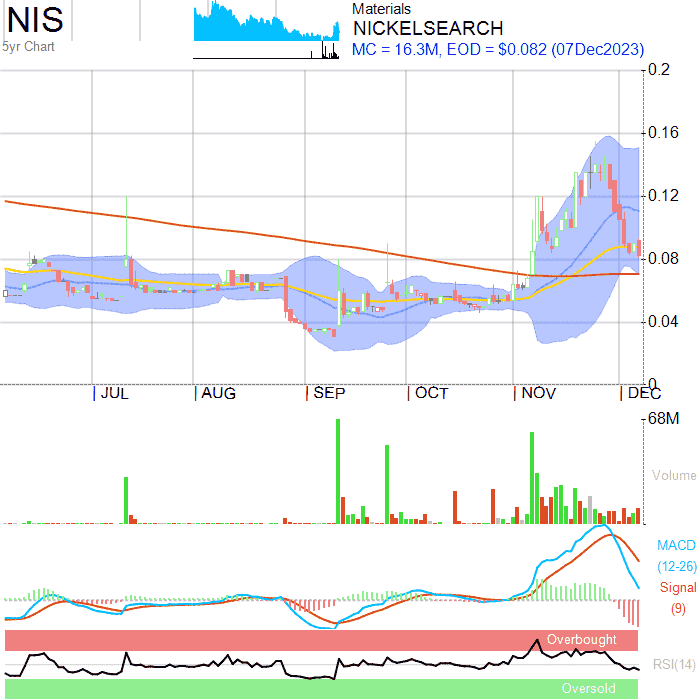 NIS
5yr Chart
Materials
NICKELSEARCH
MC = 16.3M, EOD = $0.082 (07Dec2023)
0.2
0.16
0.12
0.08
0.04
0
JUL AUG SEP OCT NOV DEC
68M
Volume
MACD
(12-26)
Signal
(9)
Overbought
RSI(14)
Oversold